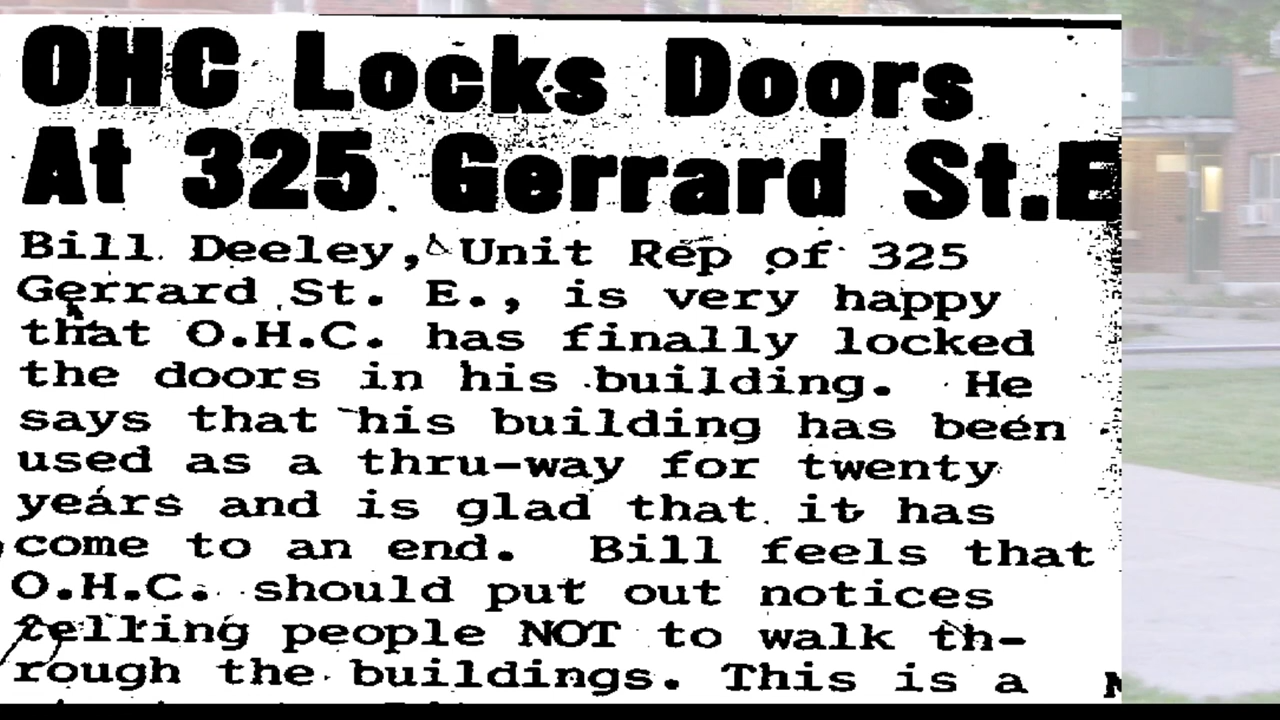 OHC Locks Doors
At 325 Gerrard St.E
Bill Deeley, Unit Rep of 325
Gerrard St. E., is very happy
that O.H.C. has finally locked
the doors in his building. He
says that his building has been
used as a thru-way for twenty
years and is glad that it has
come to an end. Bill feels that
O.H.C. should put out notices
telling people NOT to walk th-
rough the buildings. This is a